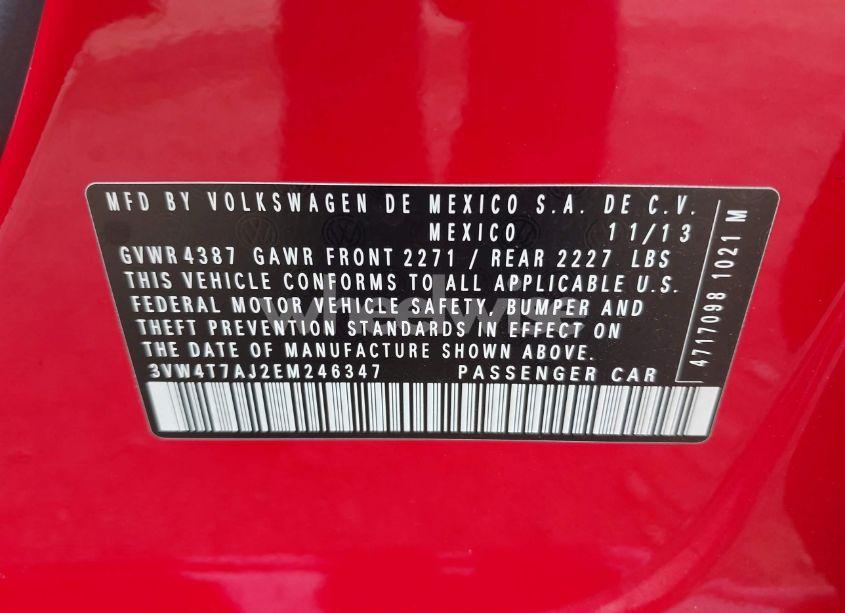 MFD BY VOLKSWAGEN DE MEXICO S.A. DE C.V.
MEXICO 11/13
GVWR 4387 GAWR FRONT 2271 / REAR 2227 LBS
THIS VEHICLE CONFORMS TO ALL APPLICABLE U.S.
FEDERAL MOTOR VEHICLE SAFETY, BUMPER AND
THEFT PREVENTION STANDARDS IN EFFECT ON
THE DATE OF MANUFACTURE SHOWN ABOVE.
3VW4T7AJ2EM246347 PASSENGER CAR
4717098 1021 M